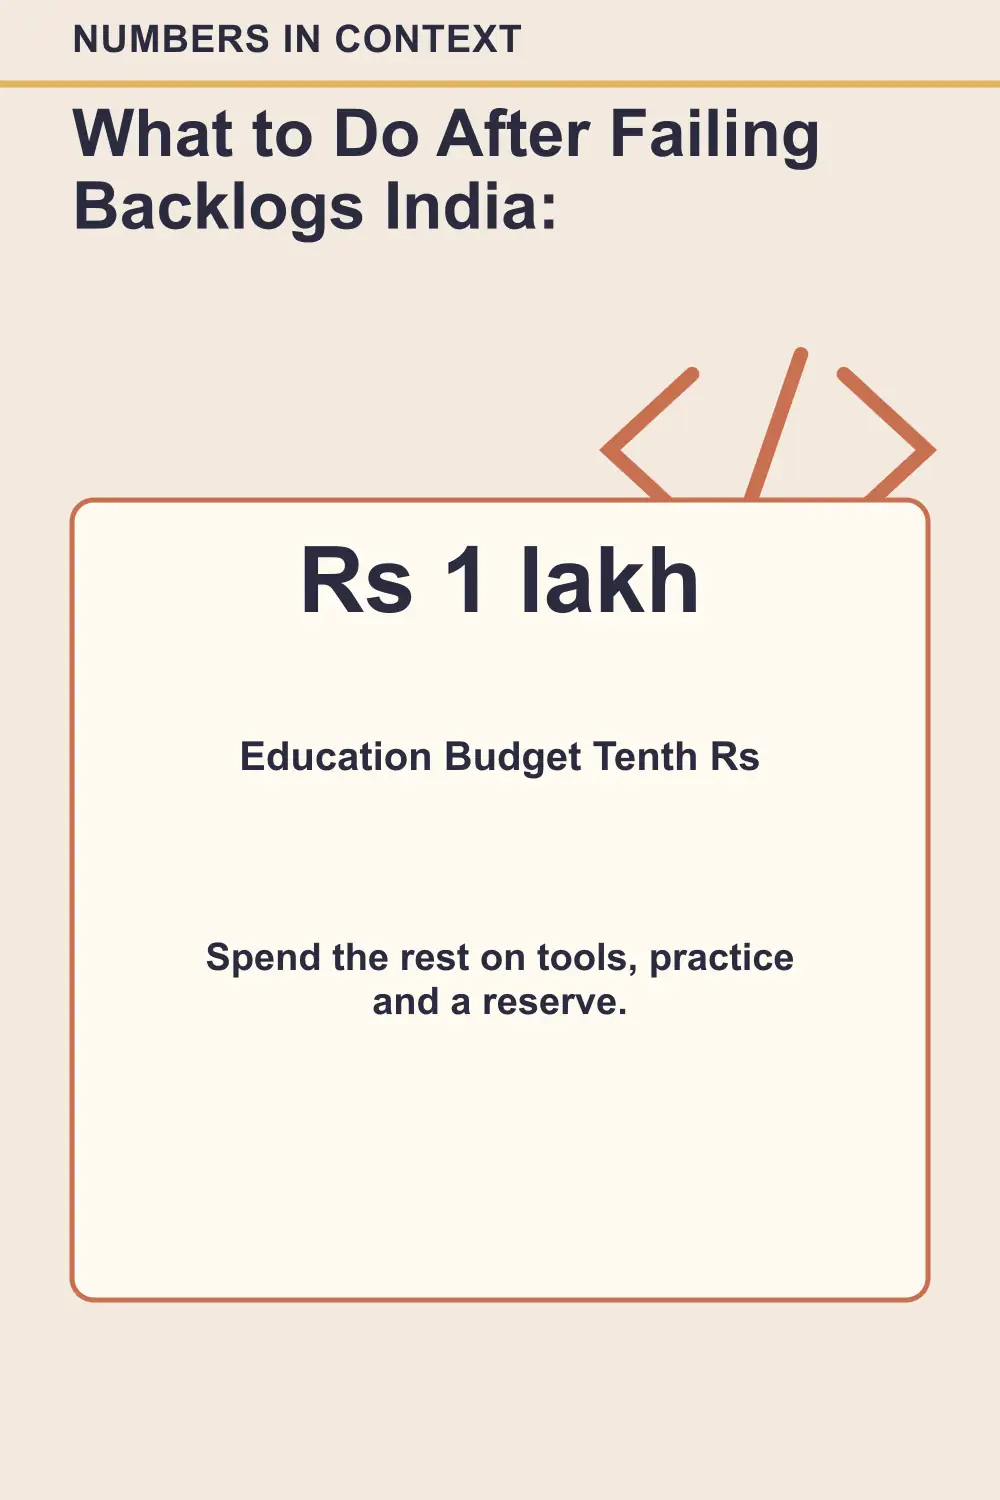 NUMBERS IN CONTEXT
What to Do After Failing
Backlogs India:
Rs 1 lakh
Education Budget Tenth Rs
Spend the rest on tools, practice
and a reserve.